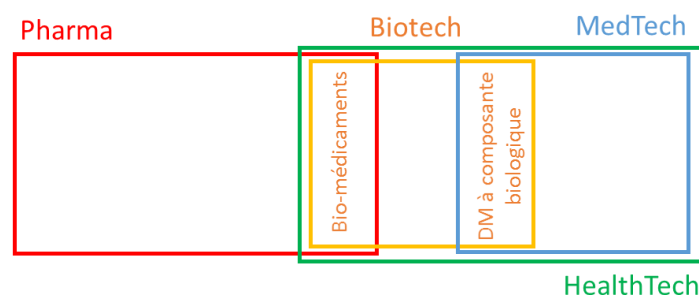 Pharma
Biotech
MedTech
Bio-médicaments
DM à composante
biologique
HealthTech